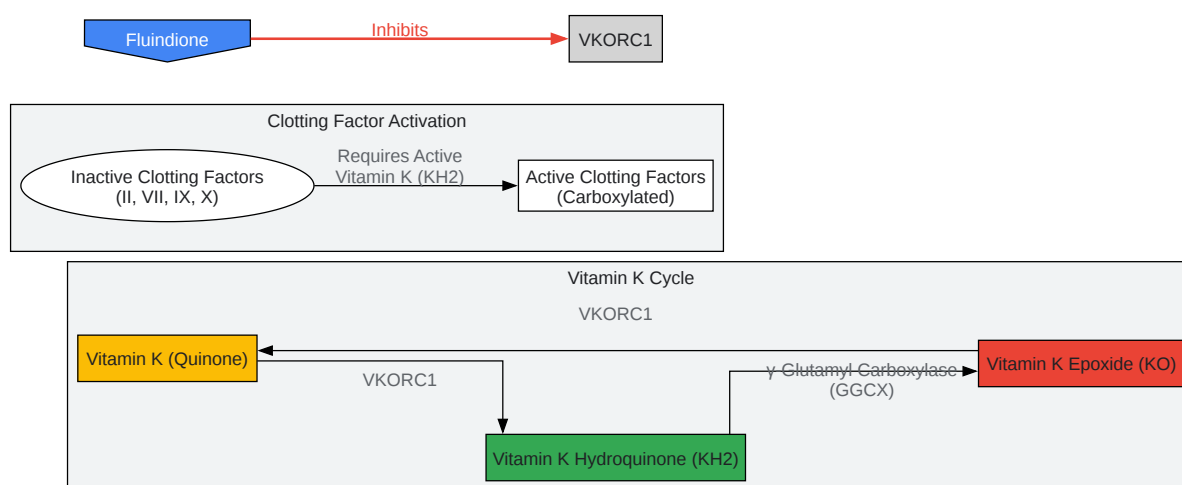 Fluindione
Inhibits
VKORC1
Clotting Factor Activation
Inactive Clotting Factors
(II, VII, IX, X)
Requires Active
Vitamin K (KH2)
Active Clotting Factors
(Carboxylated)
Vitamin K Cycle
VKORC1
Vitamin K (Quinone)
VKORC1
γ-Glutamyl Carboxylase
(GGCX)
Vitamin K Epoxide (KO)
Vitamin K Hydroquinone (KH2)